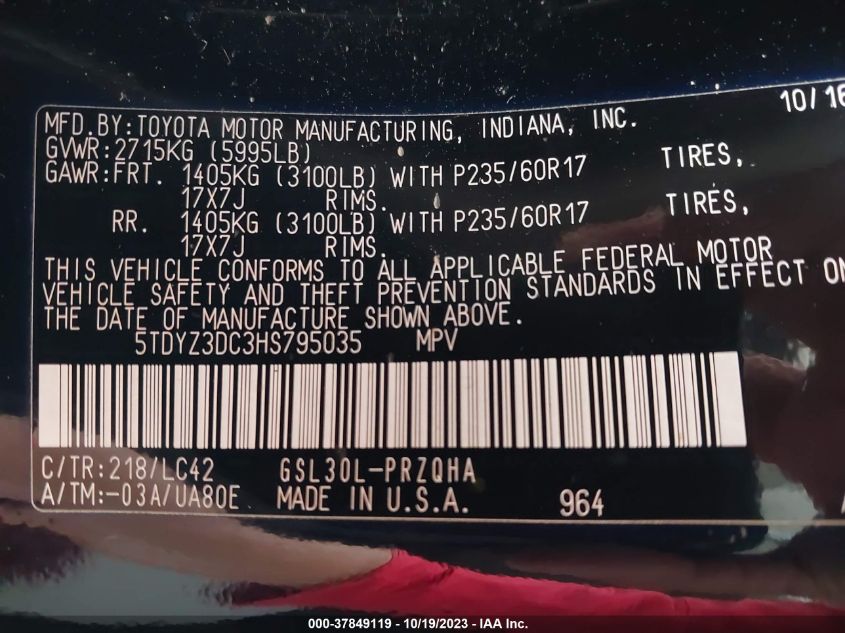 10/16
MFD.BY:TOYOTA MOTOR MANUFACTURING, INDIANA, INC.
GVWR:2715KG (5995LB)
GAWR:FRT. 1405KG (3100LB) WITH P235/60R17 TIRES,
17X7J RIMS.
RR. 1405KG (3100LB) WITH P235/60R17 TIRES,
17X7J RIMS.
THIS VEHICLE CONFORMS TO ALL APPLICABLE FEDERAL MOTOR
VEHICLE SAFETY AND THEFT PREVENTION STANDARDS IN EFFECT ON
THE DATE OF MANUFACTURE SHOWN ABOVE.
5TDYZ3DC3HS795035 MPV
C/TR:218/LC42 GSL30L-PRZQHA
A/TM:-03A/UA80E MADE IN U.S.A. 964
000-37849119 - 10/19/2023 - IAA Inc.